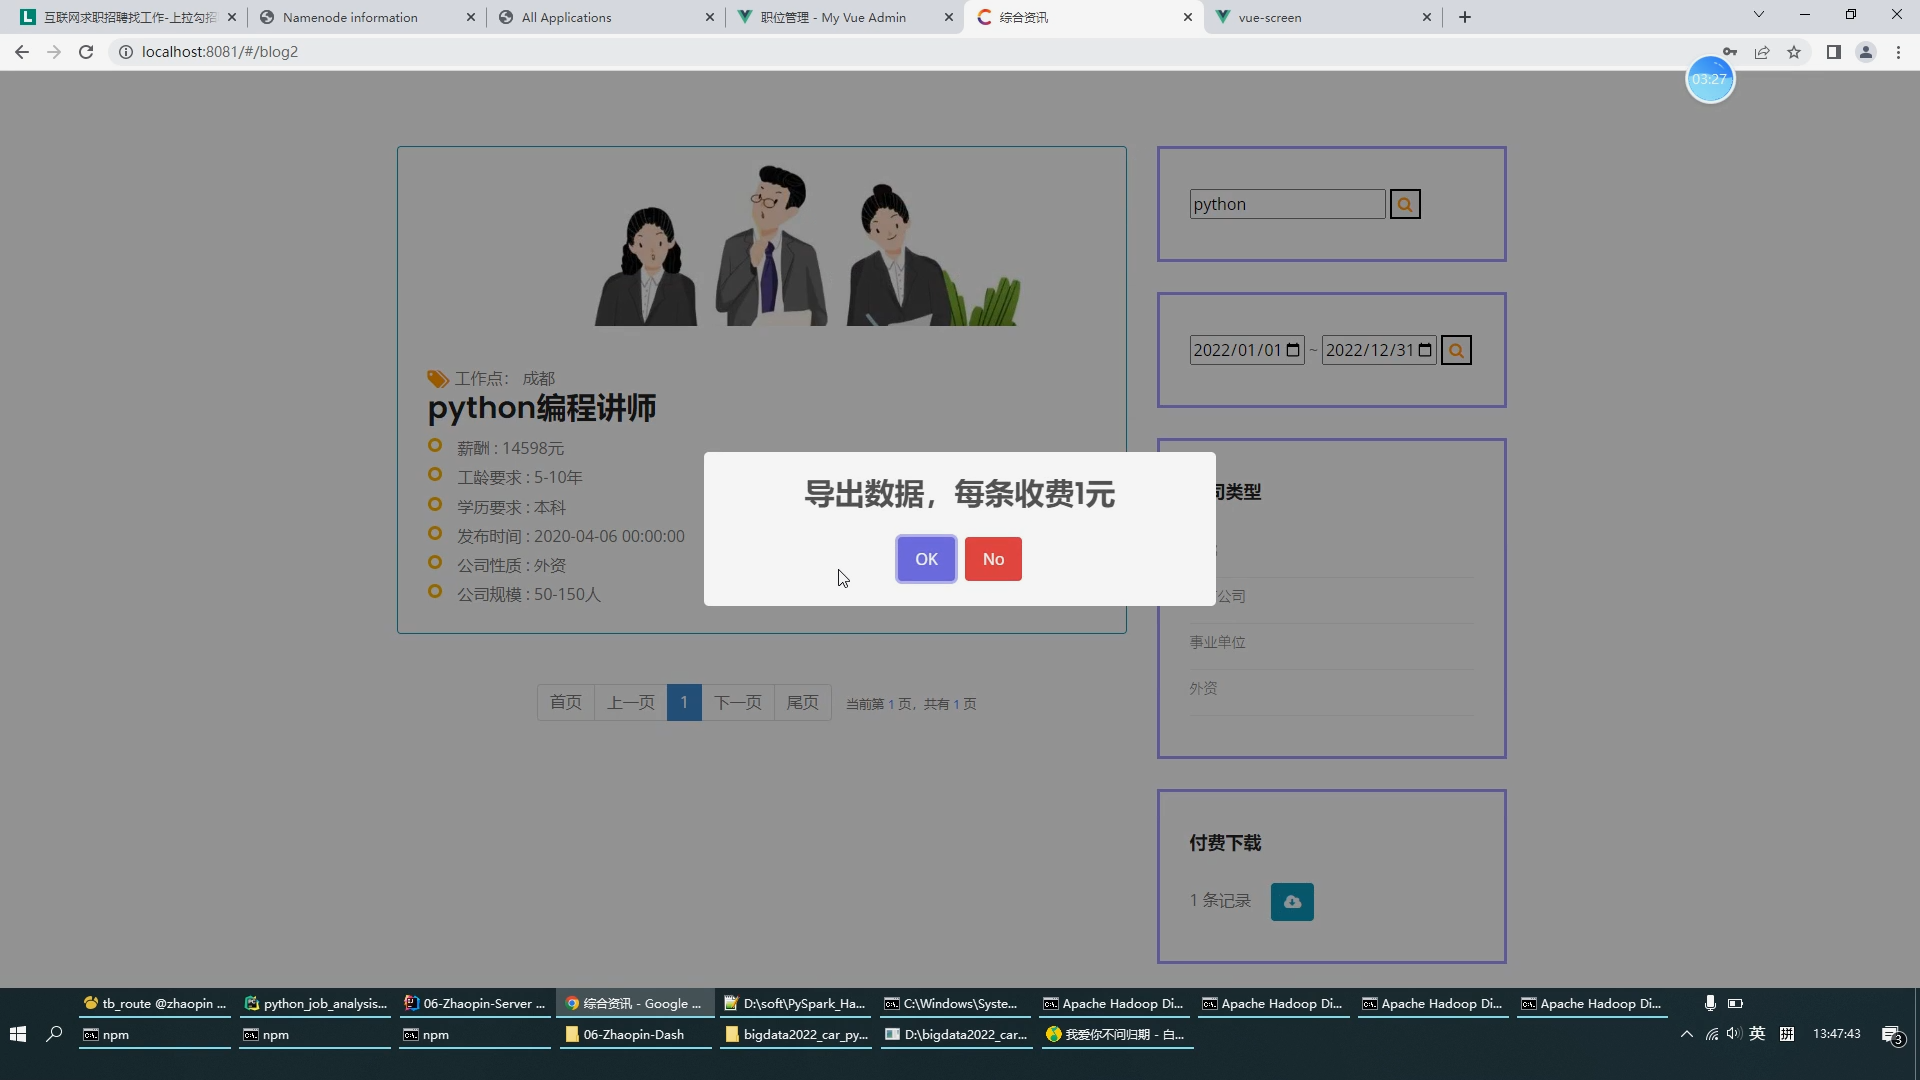 互联网求职招聘找工作-上拉勾招
Namenode information
All Applications
职位管理 - My Vue Admin
综合资讯
vue-screen
localhost:8081/#/blog2
03:27
python
2022/01/01 ~ 2022/12/31
工作点： 成都
python编程讲师
薪酬 : 14598元
工龄要求 : 5-10年
学历要求 : 本科
发布时间 : 2020-04-06 00:00:00
公司性质 : 外资
公司规模 : 50-150人
导出数据，每条收费1元
OK
No
司类型
公司
事业单位
外资
首页
上一页
1
下一页
尾页
当前第 1 页，共有 1 页
付费下载
1 条记录
tb_route @zhaopin ...
python_job_analysis...
06-Zhaopin-Server ...
综合资讯 - Google ...
D:\soft\PySpark_Ha...
C:\Windows\Syste...
Apache Hadoop Di...
Apache Hadoop Di...
Apache Hadoop Di...
Apache Hadoop Di...
npm
npm
npm
06-Zhaopin-Dash
bigdata2022_car_py...
D:\bigdata2022_car...
我爱你不问归期 - 白...
英
拼
13:47:43
3